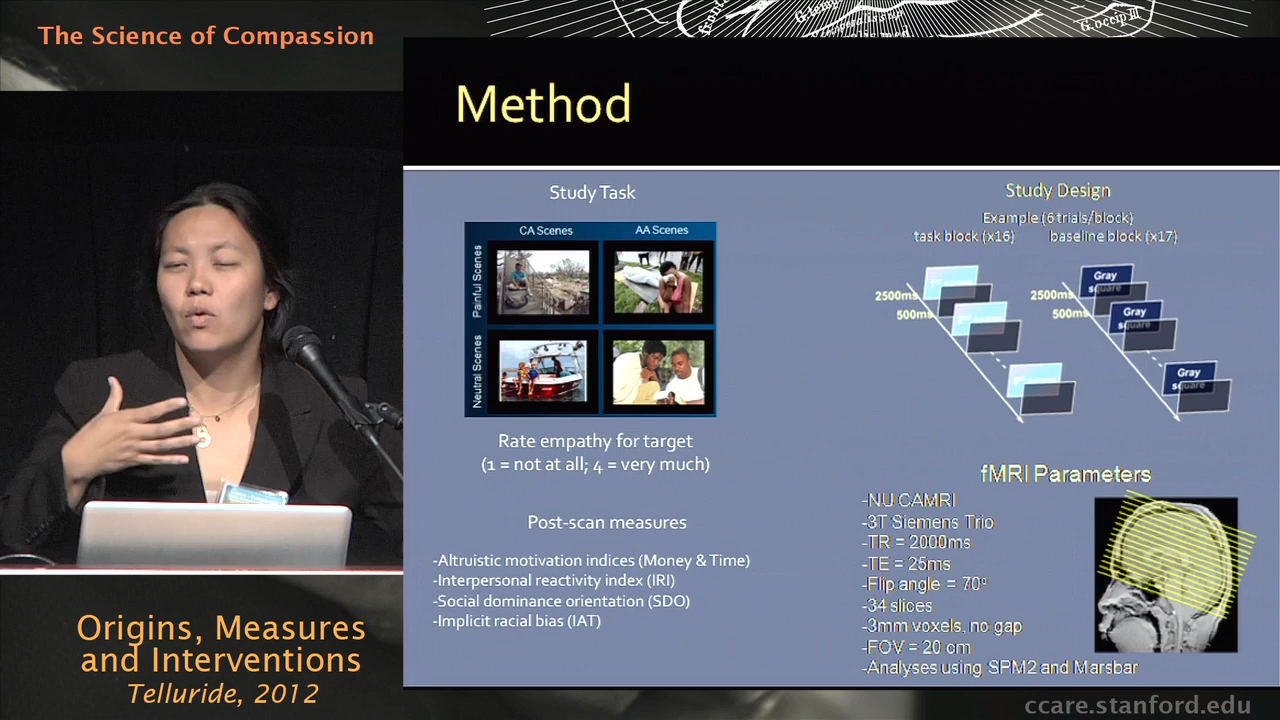 The Science of Compassion
G.occip III
Method
Study Task
CA Scenes
AA Scenes
Painful Scenes
Neutral Scenes
Rate empathy for target
(1 = not at all; 4 = very much)
Post-scan measures
-Altruistic motivation indices (Money & Time)
-Interpersonal reactivity index (IRI)
-Social dominance orientation (SDO)
-Implicit racial bias (IAT)
Study Design
Example (6 trials/block)
task block (x16)
baseline block (x17)
2500ms
500ms
2500ms
500ms
Gray
square
Gray
square
Gray
square
fMRI Parameters
-NU CAMRI
-3T Siemens Trio
-TR = 2000ms
-TE = 25ms
-Flip angle = 70°
-34 slices
-3mm voxels, no gap
-FOV = 20 cm
-Analyses using SPM2 and Marsbar
Origins, Measures
and Interventions
Telluride, 2012
ccare.stanford.edu